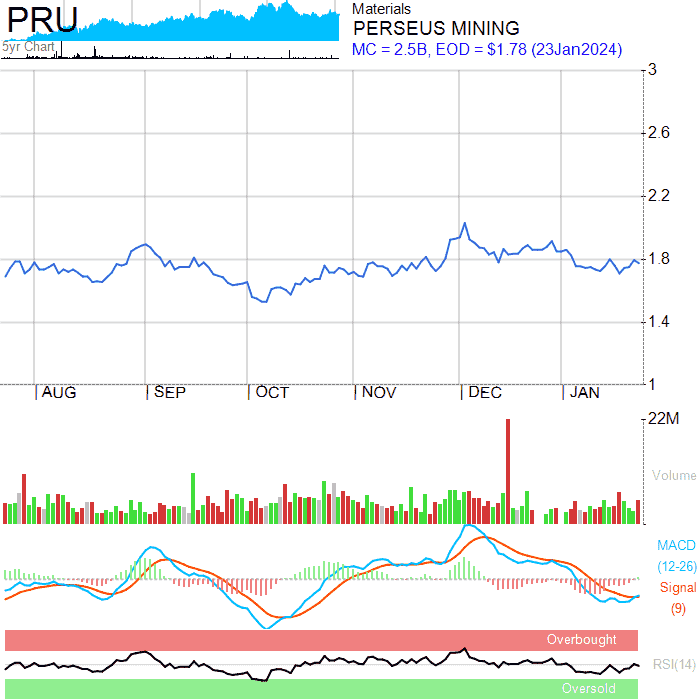 PRU
5yr Chart
Materials
PERSEUS MINING
MC = 2.5B, EOD = $1.78 (23Jan2024)
3
2.6
2.2
1.8
1.4
1
AUG SEP OCT NOV DEC JAN
22M
Volume
MACD
(12-26)
Signal
(9)
Overbought
RSI(14)
Oversold